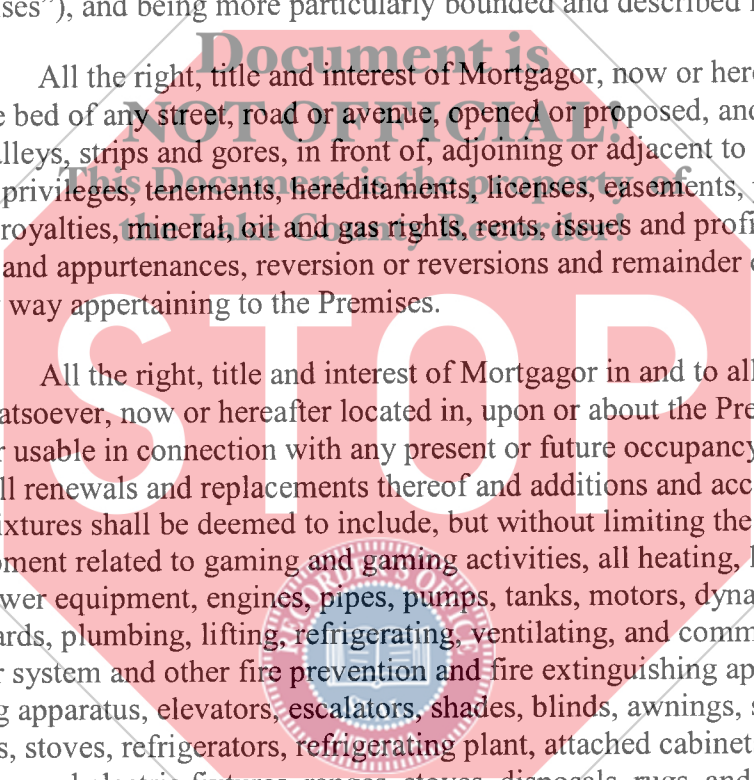 ises"), and being more particularly bounded and described
Document is
All the right, title and interest of Mortgagor, now or here
e bed of any street, road or avenue, opened or proposed, and
NOT OFFICIAL!
lleys, strips and gores, in front of, adjoining or adjacent to
This Document is the property of
privileges, tenements, hereditaments, licenses, easements,
the Lake County Recorder!
royalties, mineral, oil and gas rights, rents, issues and profi
and appurtenances, reversion or reversions and remainder
way appertaining to the Premises.
STOP
All the right, title and interest of Mortgagor in and to all
atsoever, now or hereafter located in, upon or about the Pre
r usable in connection with any present or future occupancy
ll renewals and replacements thereof and additions and acc
ixtures shall be deemed to include, but without limiting the
pment related to gaming and gaming activities, all heating,
wer equipment, engines, pipes, pumps, tanks, motors, dyna
RECORDER'S OFFICE
ards, plumbing, lifting, refrigerating, ventilating, and comm
r system and other fire prevention and fire extinguishing ap
g apparatus, elevators, escalators, shades, blinds, awnings, s
s, stoves, refrigerators, refrigerating plant, attached cabinet